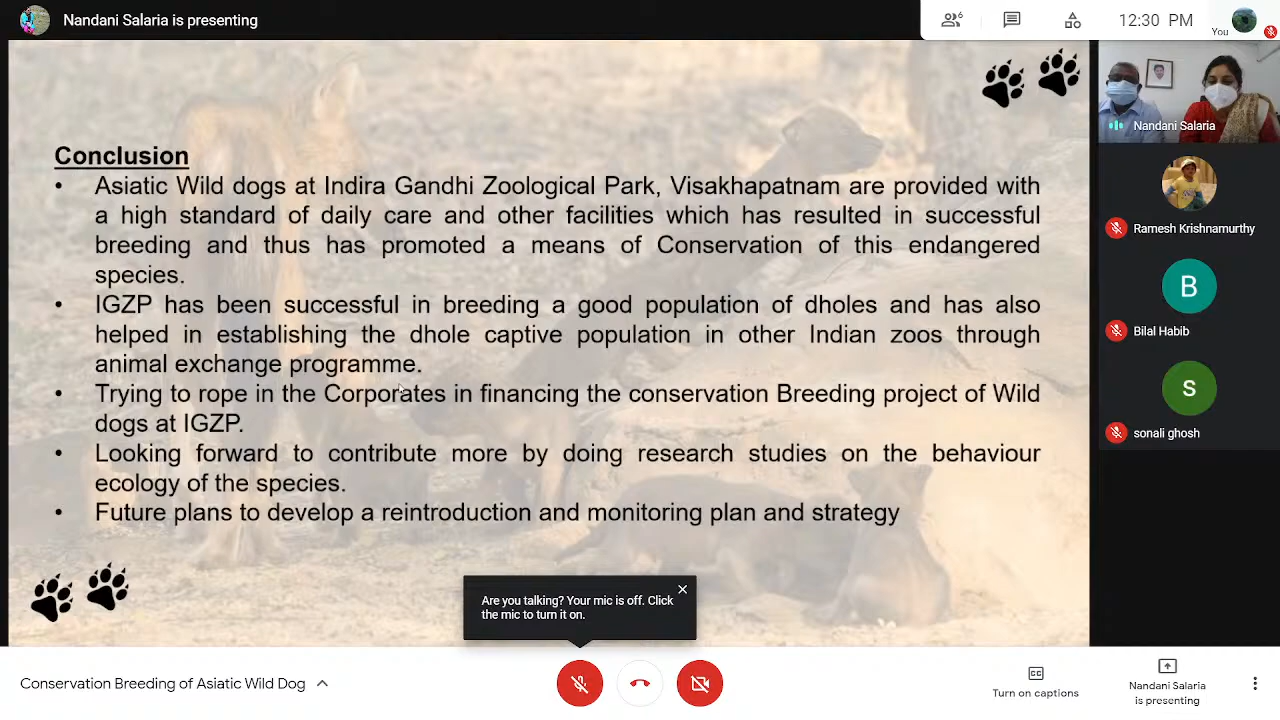 Nandani Salaria is presenting
6
12:30 PM
You
Conclusion
• Asiatic Wild dogs at Indira Gandhi Zoological Park, Visakhapatnam are provided with
a high standard of daily care and other facilities which has resulted in successful
breeding and thus has promoted a means of Conservation of this endangered
species.
• IGZP has been successful in breeding a good population of dholes and has also
helped in establishing the dhole captive population in other Indian zoos through
animal exchange programme.
• Trying to rope in the Corporates in financing the conservation Breeding project of Wild
dogs at IGZP.
• Looking forward to contribute more by doing research studies on the behaviour
ecology of the species.
• Future plans to develop a reintroduction and monitoring plan and strategy
Nandani Salaria
Ramesh Krishnamurthy
B
Bilal Habib
S
sonali ghosh
Are you talking? Your mic is off. Click
the mic to turn it on.
Conservation Breeding of Asiatic Wild Dog
CC
Turn on captions
Nandani Salaria
is presenting